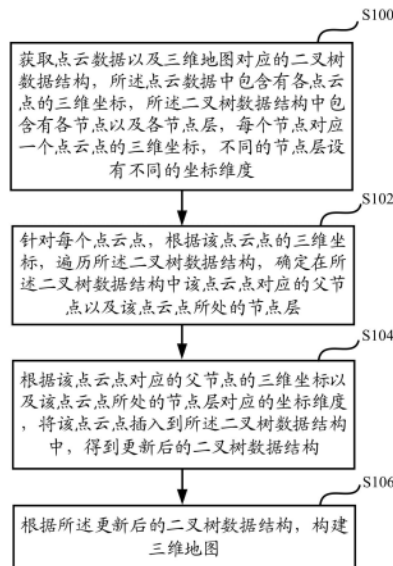 S100
获取点云数据以及三维地图对应的二叉树
数据结构，所述点云数据中包含有各点云
点的三维坐标，所述二叉树数据结构中包
含有各节点以及各节点层，每个节点对应
一个点云点的三维坐标，不同的节点层设
有不同的坐标维度
S102
针对每个点云点，根据该点云点的三维坐
标，遍历所述二叉树数据结构，确定在所
述二叉树数据结构中该点云点对应的父节
点以及该点云点所处的节点层
S104
根据该点云点对应的父节点的三维坐标以
及该点云点所处的节点层对应的坐标维度
，将该点云点插入到所述二叉树数据结构
中，得到更新后的二叉树数据结构
S106
根据所述更新后的二叉树数据结构，构建
三维地图